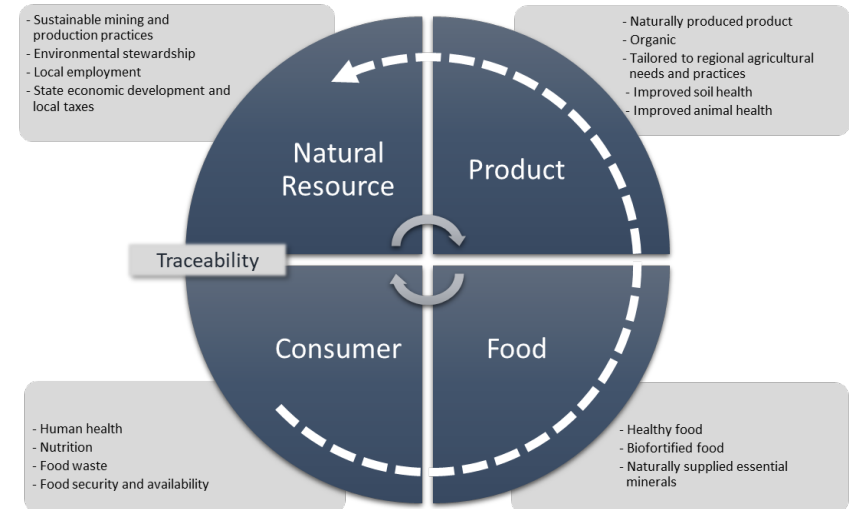 - Sustainable mining and
production practices
- Environmental stewardship
- Local employment
- State economic development and
local taxes
- Naturally produced product
- Organic
- Tailored to regional agricultural
needs and practices
- Improved soil health
- Improved animal health
Natural
Resource
Product
Traceability
Consumer
Food
- Human health
- Nutrition
- Food waste
- Food security and availability
- Healthy food
- Biofortified food
- Naturally supplied essential
minerals